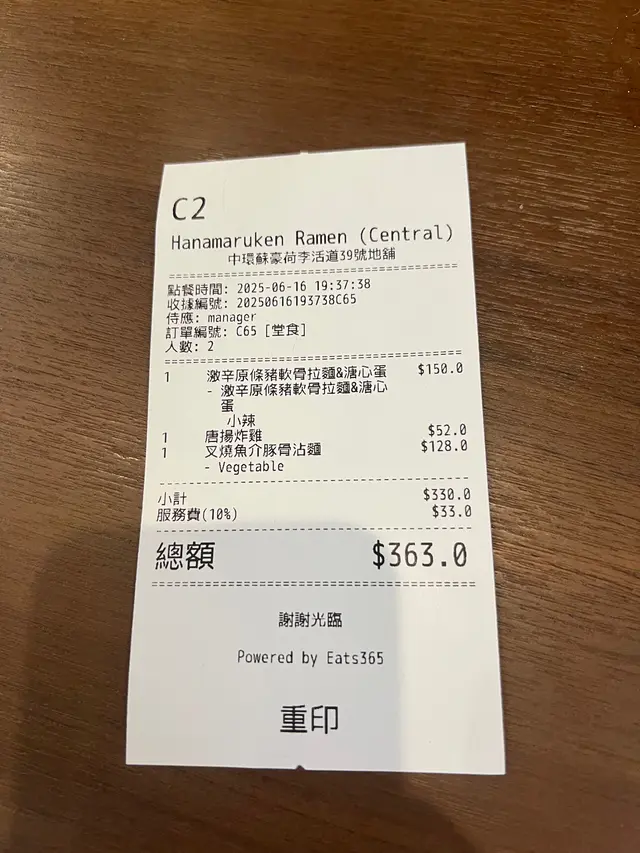 C2
Hanamaruken Ramen (Central)
中環蘇豪荷李活道39號地舖
點餐時間: 2025-06-16 19:37:38
收據編號: 20250616193738C65
侍應: manager
訂單編號: C65 [堂食]
人數: 2
1 激辛原條豬軟骨拉麵&溏心蛋 $150.0
- 激辛原條豬軟骨拉麵&溏心
蛋
小辣
1 唐揚炸雞 $52.0
1 叉燒魚介豚骨沾麵 $128.0
- Vegetable
小計 $330.0
服務費(10%) $33.0
總額 $363.0
謝謝光臨
Powered by Eats365
重印